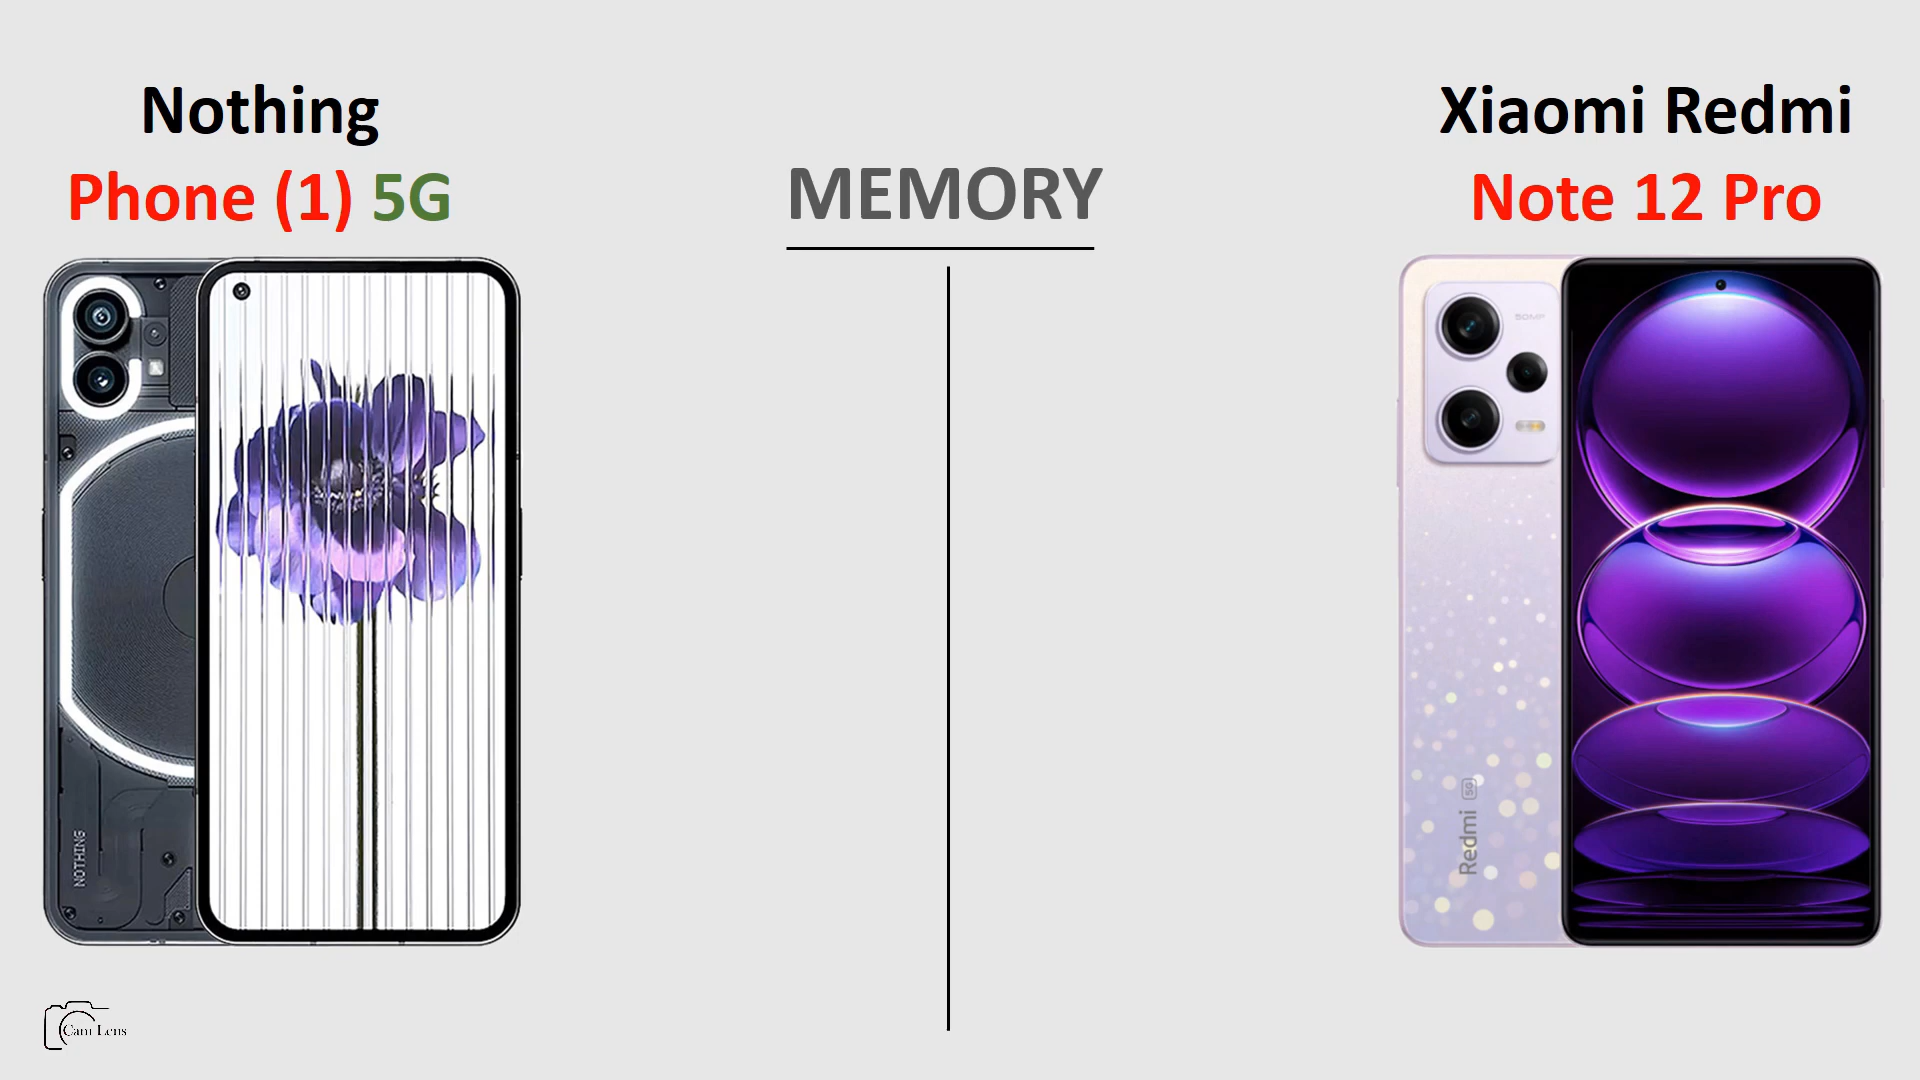 Nothing
Phone (1) 5G
MEMORY
Xiaomi Redmi
Note 12 Pro
NOTHING
50MP
Redmi 5G
Cam Lens